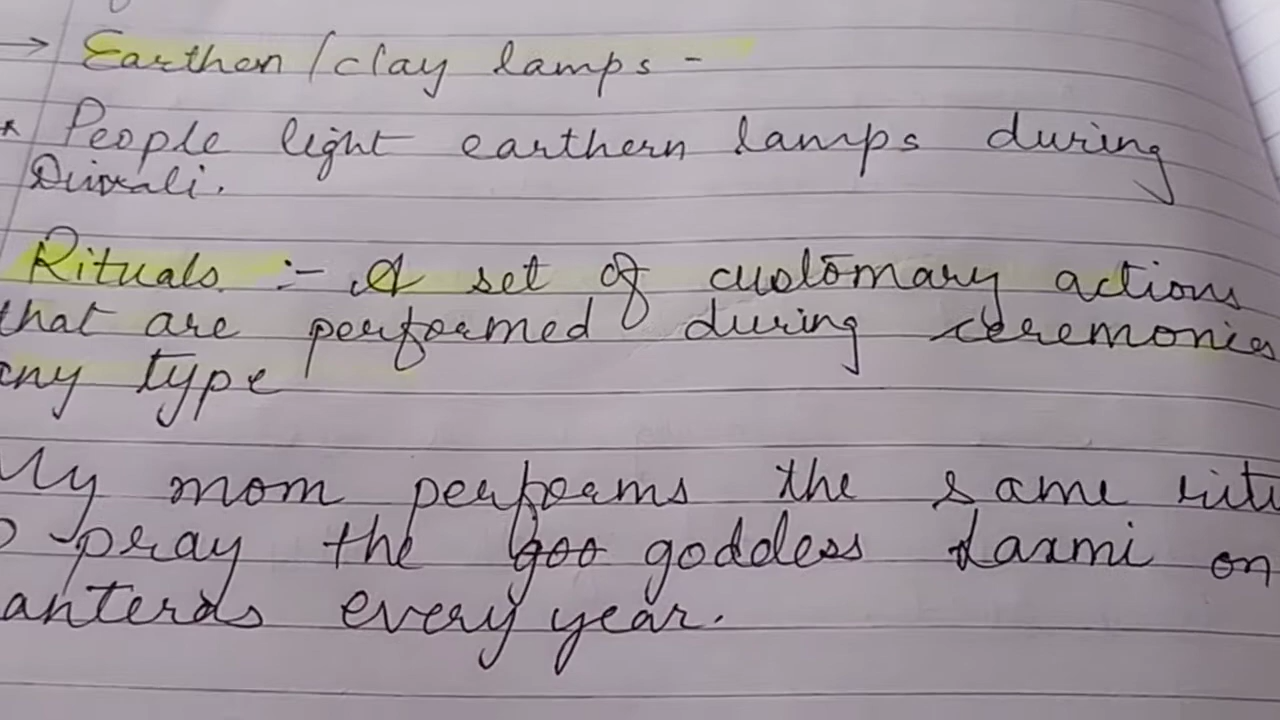 → Earthen/clay lamps -
* People light earthern lamps during
Diwali.
Rituals :- A set of customary actions
that are performed during ceremonies
any type
My mom performs the same ritu
o pray the goo goddess Laxmi on
anteras every year.